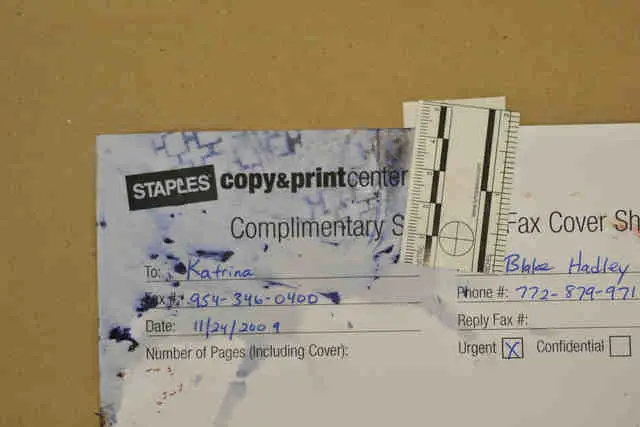 STAPLES copy&printcenter
Complimentary S Fax Cover Sh
To: Katrina Blake Hadley
Fax #: 954-346-0400 Phone #: 772-879-971
Date: 11/24/2009 Reply Fax #:
Number of Pages (Including Cover): Urgent X Confidential